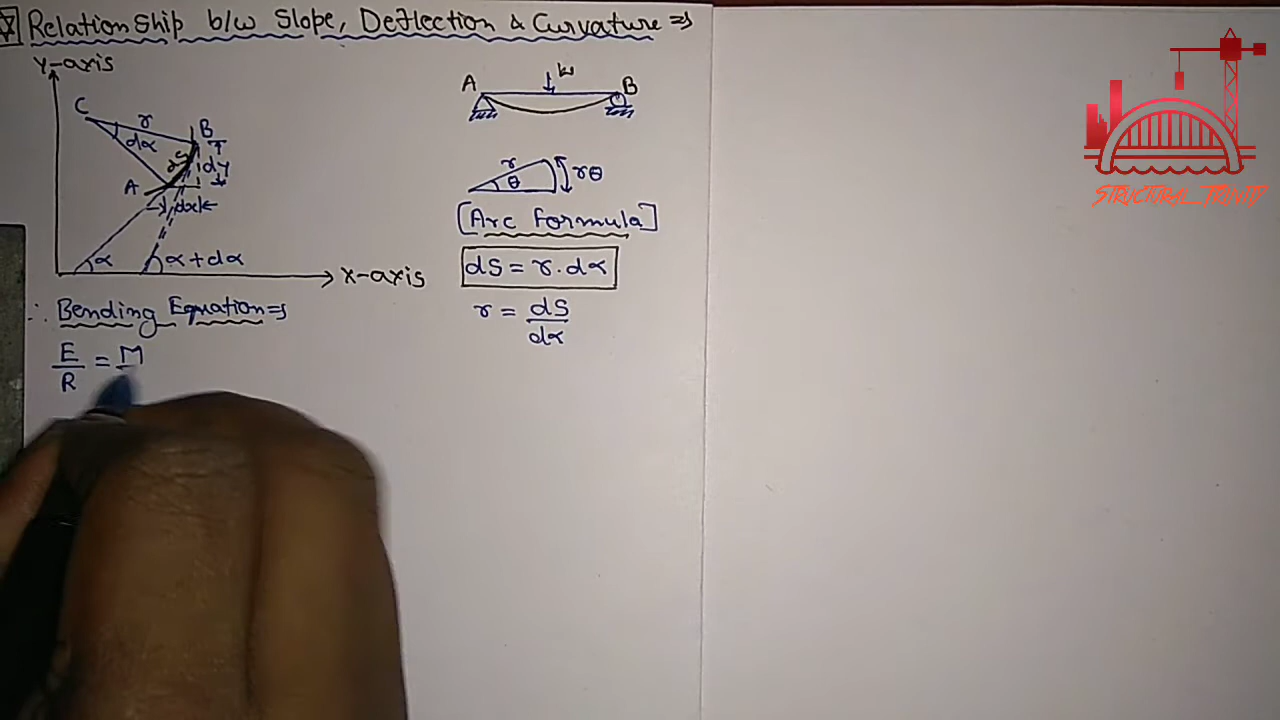 Relationship b/w Slope, Deflection & Curvature ⇒
Y-axis
C
r
dα
B
dS
dy
A
dx
α
α+dα
X-axis
A
W
B
r
θ
rθ
[Arc Formula]
dS = r.dα
r = dS/dα
∴ Bending Equation ⇒
E/R = M
STRUCTURAL_TRINITY